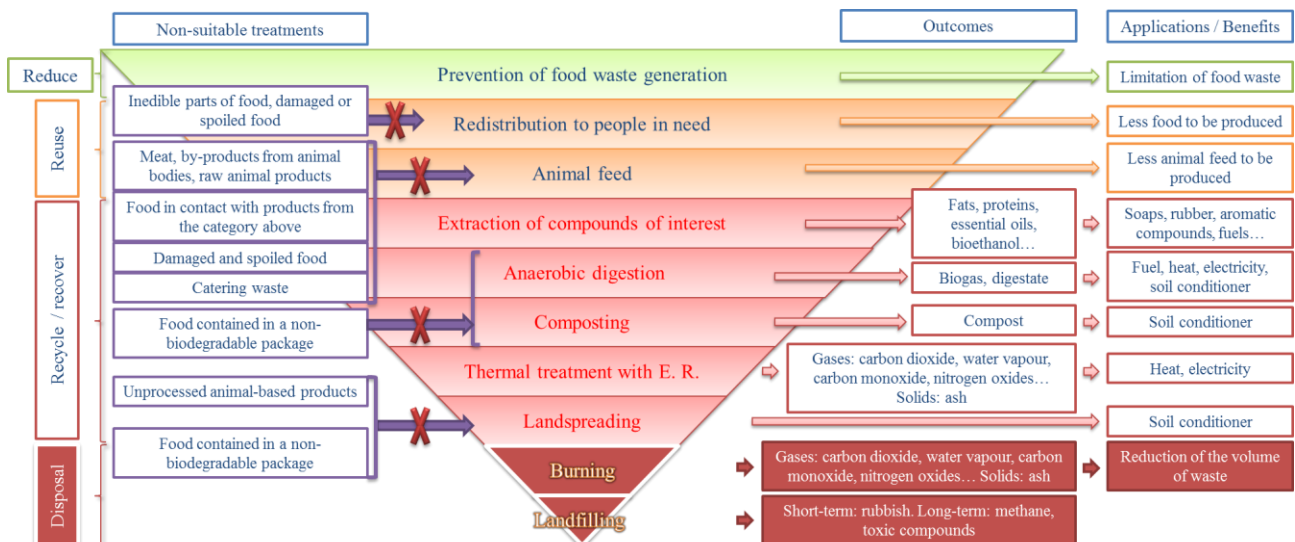 Non-suitable treatments
Outcomes
Applications / Benefits
Reduce
Prevention of food waste generation
Limitation of food waste
Reuse
Inedible parts of food, damaged or
spoiled food
Redistribution to people in need
Less food to be produced
Meat, by-products from animal
bodies, raw animal products
Animal feed
Less animal feed to be
produced
Recycle / recover
Food in contact with products from
the category above
Extraction of compounds of interest
Fats, proteins,
essential oils,
bioethanol…
Soaps, rubber, aromatic
compounds, fuels…
Damaged and spoiled food
Catering waste
Anaerobic digestion
Biogas, digestate
Fuel, heat, electricity,
soil conditioner
Food contained in a non-
biodegradable package
Composting
Compost
Soil conditioner
Thermal treatment with E. R.
Gases: carbon dioxide, water vapour,
carbon monoxide, nitrogen oxides…
Solids: ash
Heat, electricity
Unprocessed animal-based products
Landspreading
Soil conditioner
Food contained in a non-
biodegradable package
Disposal
Burning
Gases: carbon dioxide, water vapour, carbon
monoxide, nitrogen oxides… Solids: ash
Reduction of the volume
of waste
Landfilling
Short-term: rubbish. Long-term: methane,
toxic compounds